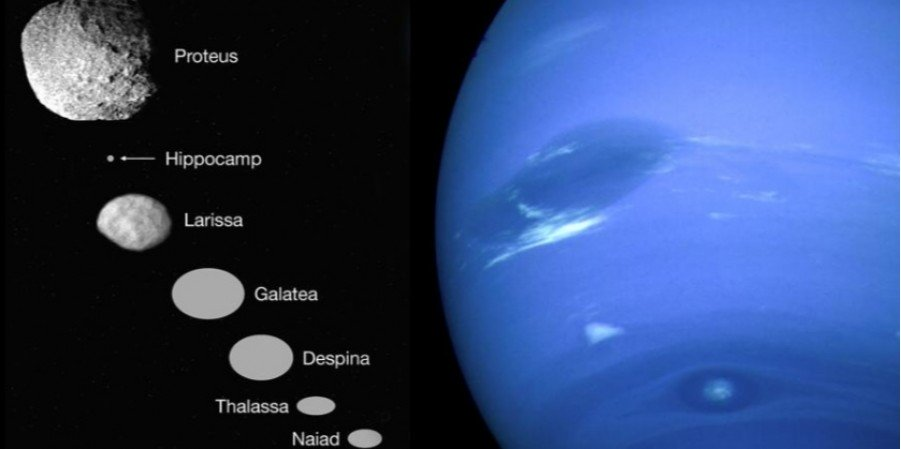 Proteus
Hippocamp
Larissa
Galatea
Despina
Thalassa
Naiad